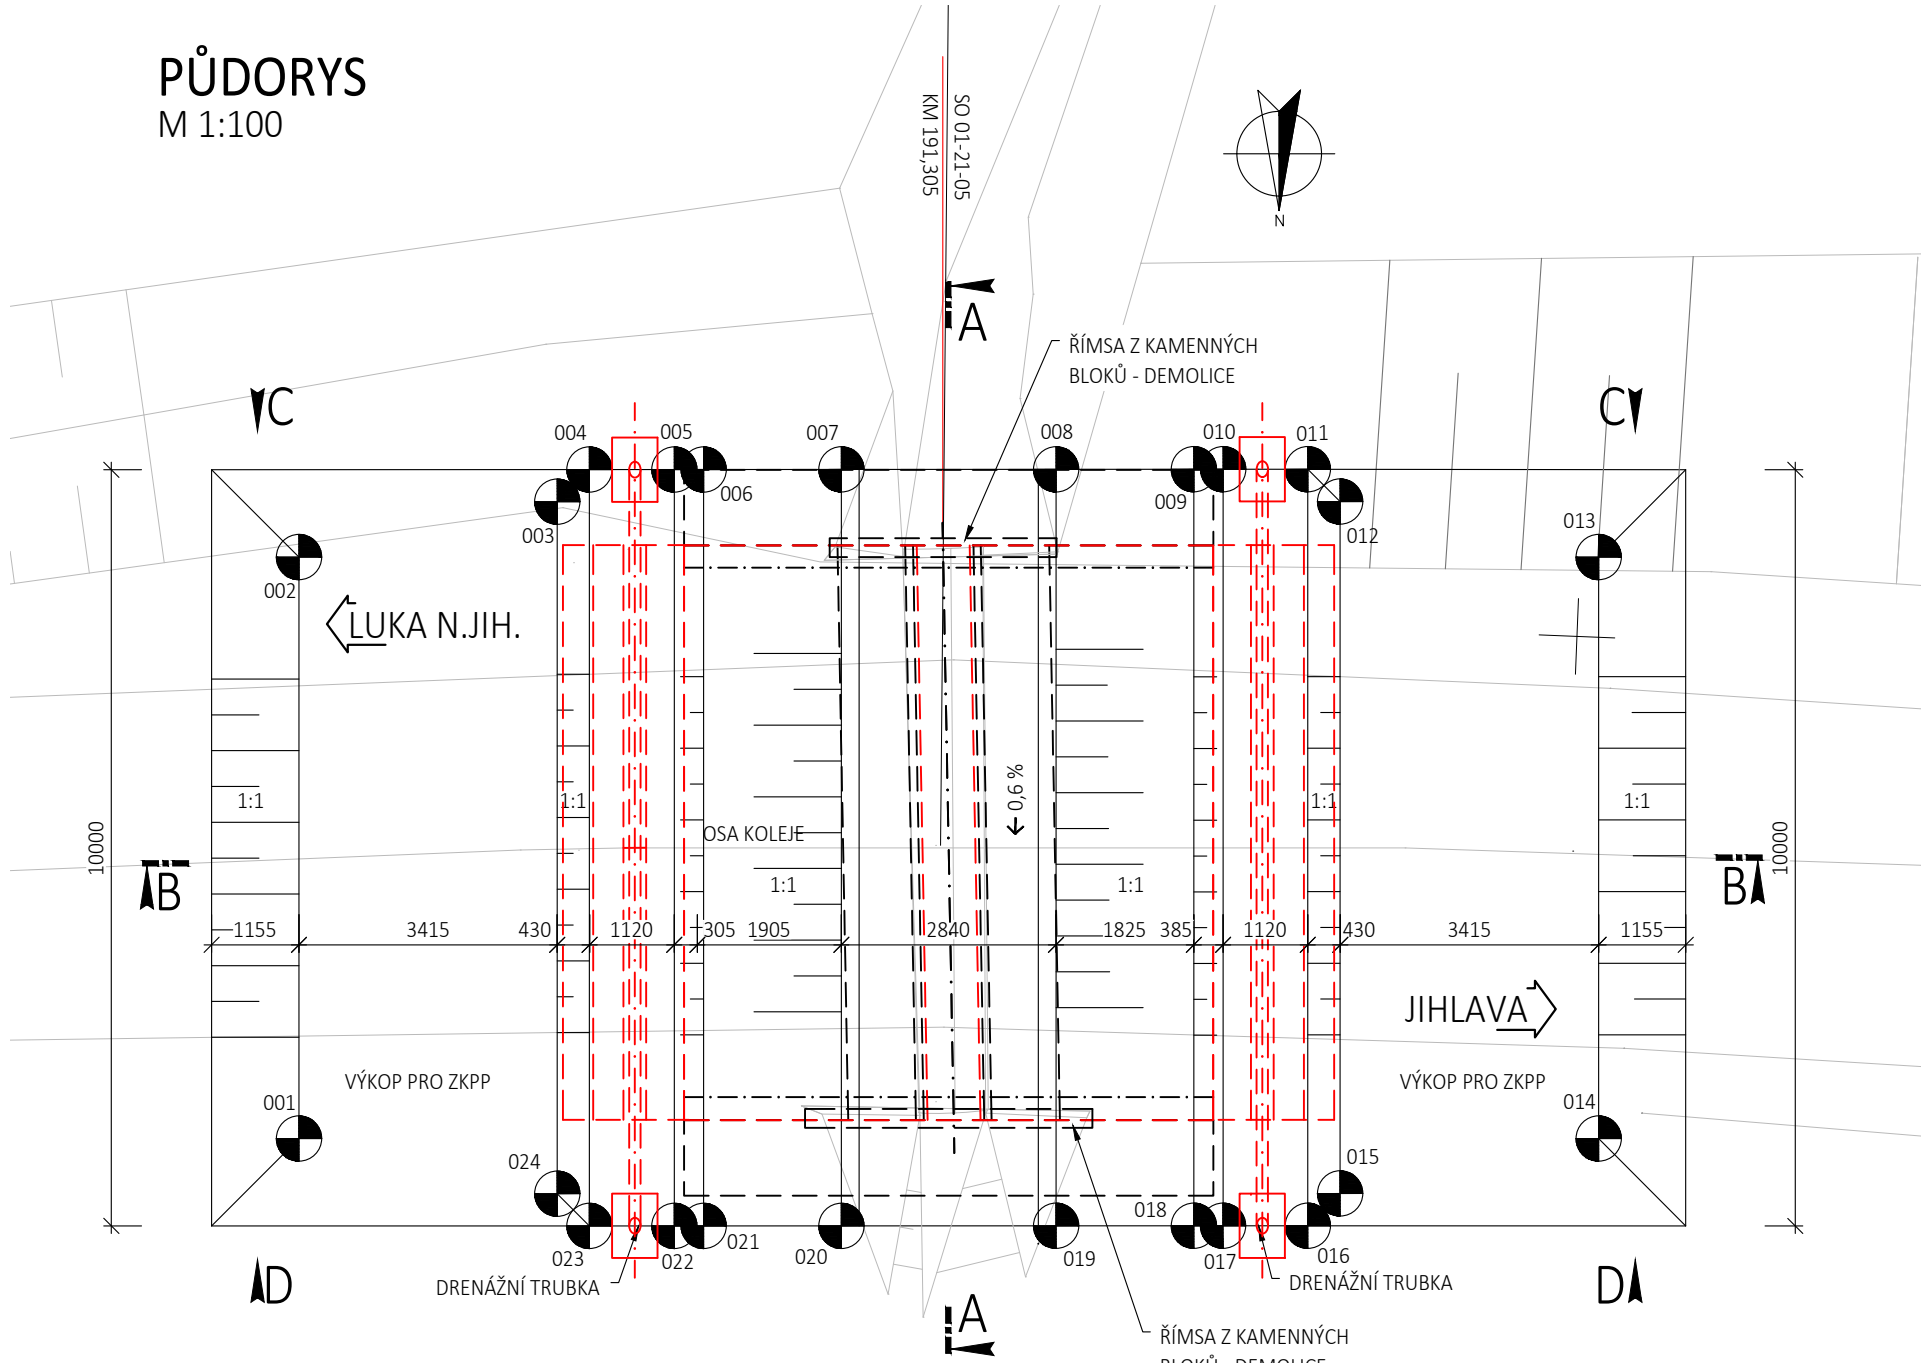 PŮDORYS
M 1:100
SO 01-21-05
KM 191,305
N
A
ŘÍMSA Z KAMENNÝCH
BLOKŮ - DEMOLICE
C
C
004
005
007
008
010
011
006
009
003
012
013
002
LUKA N.JIH.
1:1
1:1
1:1
1:1
0,6 %
OSA KOLEJE
10000
10000
1:1
1:1
B
B
1155
3415
430
1120
305
1905
2840
1825
385
1120
430
3415
1155
JIHLAVA
VÝKOP PRO ZKPP
VÝKOP PRO ZKPP
001
014
024
015
018
023
022
021
020
019
017
016
D
DRENÁŽNÍ TRUBKA
DRENÁŽNÍ TRUBKA
D
A
ŘÍMSA Z KAMENNÝCH
BLOKŮ - DEMOLICE